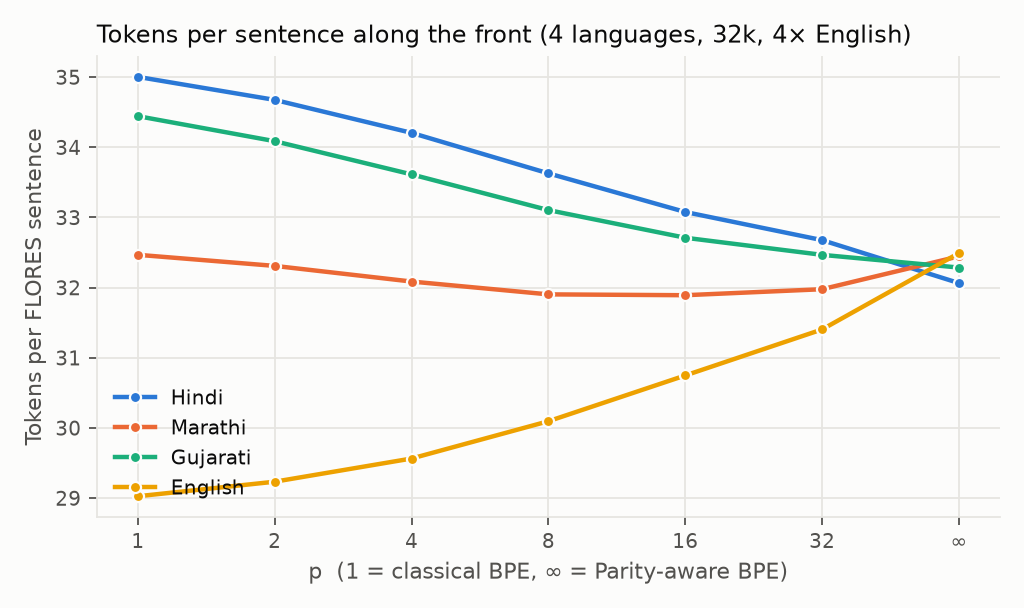 Tokens per sentence along the front (4 languages, 32k, 4× English)
Tokens per FLORES sentence
35
34
33
32
31
30
29
Hindi
Marathi
Gujarati
English
1 2 4 8 16 32 ∞
p (1 = classical BPE, ∞ = Parity-aware BPE)